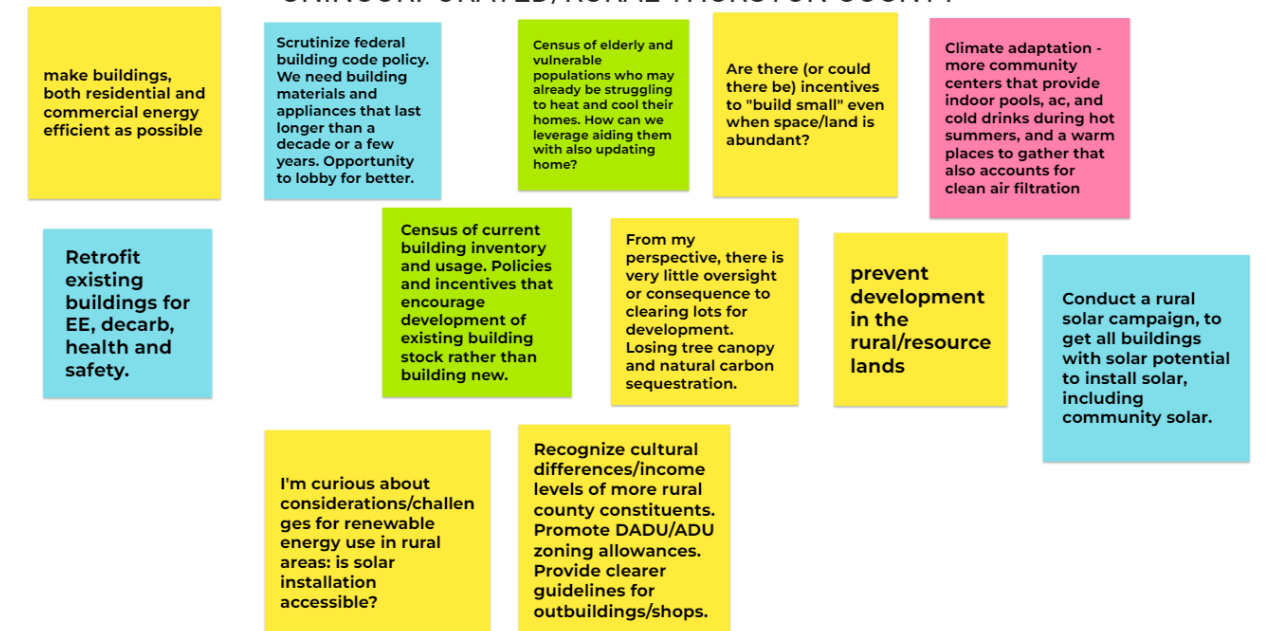 UNINCORPORATED/RURAL THURSTON COUNTY
make buildings,
both residential and
commercial energy
efficient as possible
Scrutinize federal
building code policy.
We need building
materials and
appliances that last
longer than a
decade or a few
years. Opportunity
to lobby for better.
Census of elderly and
vulnerable
populations who may
already be struggling
to heat and cool their
homes. How can we
leverage aiding them
with also updating
home?
Are there (or could
there be) incentives
to "build small" even
when space/land is
abundant?
Climate adaptation -
more community
centers that provide
indoor pools, ac, and
cold drinks during hot
summers, and a warm
places to gather that
also accounts for
clean air filtration
Retrofit
existing
buildings for
EE, decarb,
health and
safety.
Census of current
building inventory
and usage. Policies
and incentives that
encourage
development of
existing building
stock rather than
building new.
From my
perspective, there is
very little oversight
or consequence to
clearing lots for
development.
Losing tree canopy
and natural carbon
sequestration.
prevent
development
in the
rural/resource
lands
Conduct a rural
solar campaign, to
get all buildings
with solar potential
to install solar,
including
community solar.
I'm curious about
considerations/challen
ges for renewable
energy use in rural
areas: is solar
installation
accessible?
Recognize cultural
differences/income
levels of more rural
county constituents.
Promote DADU/ADU
zoning allowances.
Provide clearer
guidelines for
outbuildings/shops.